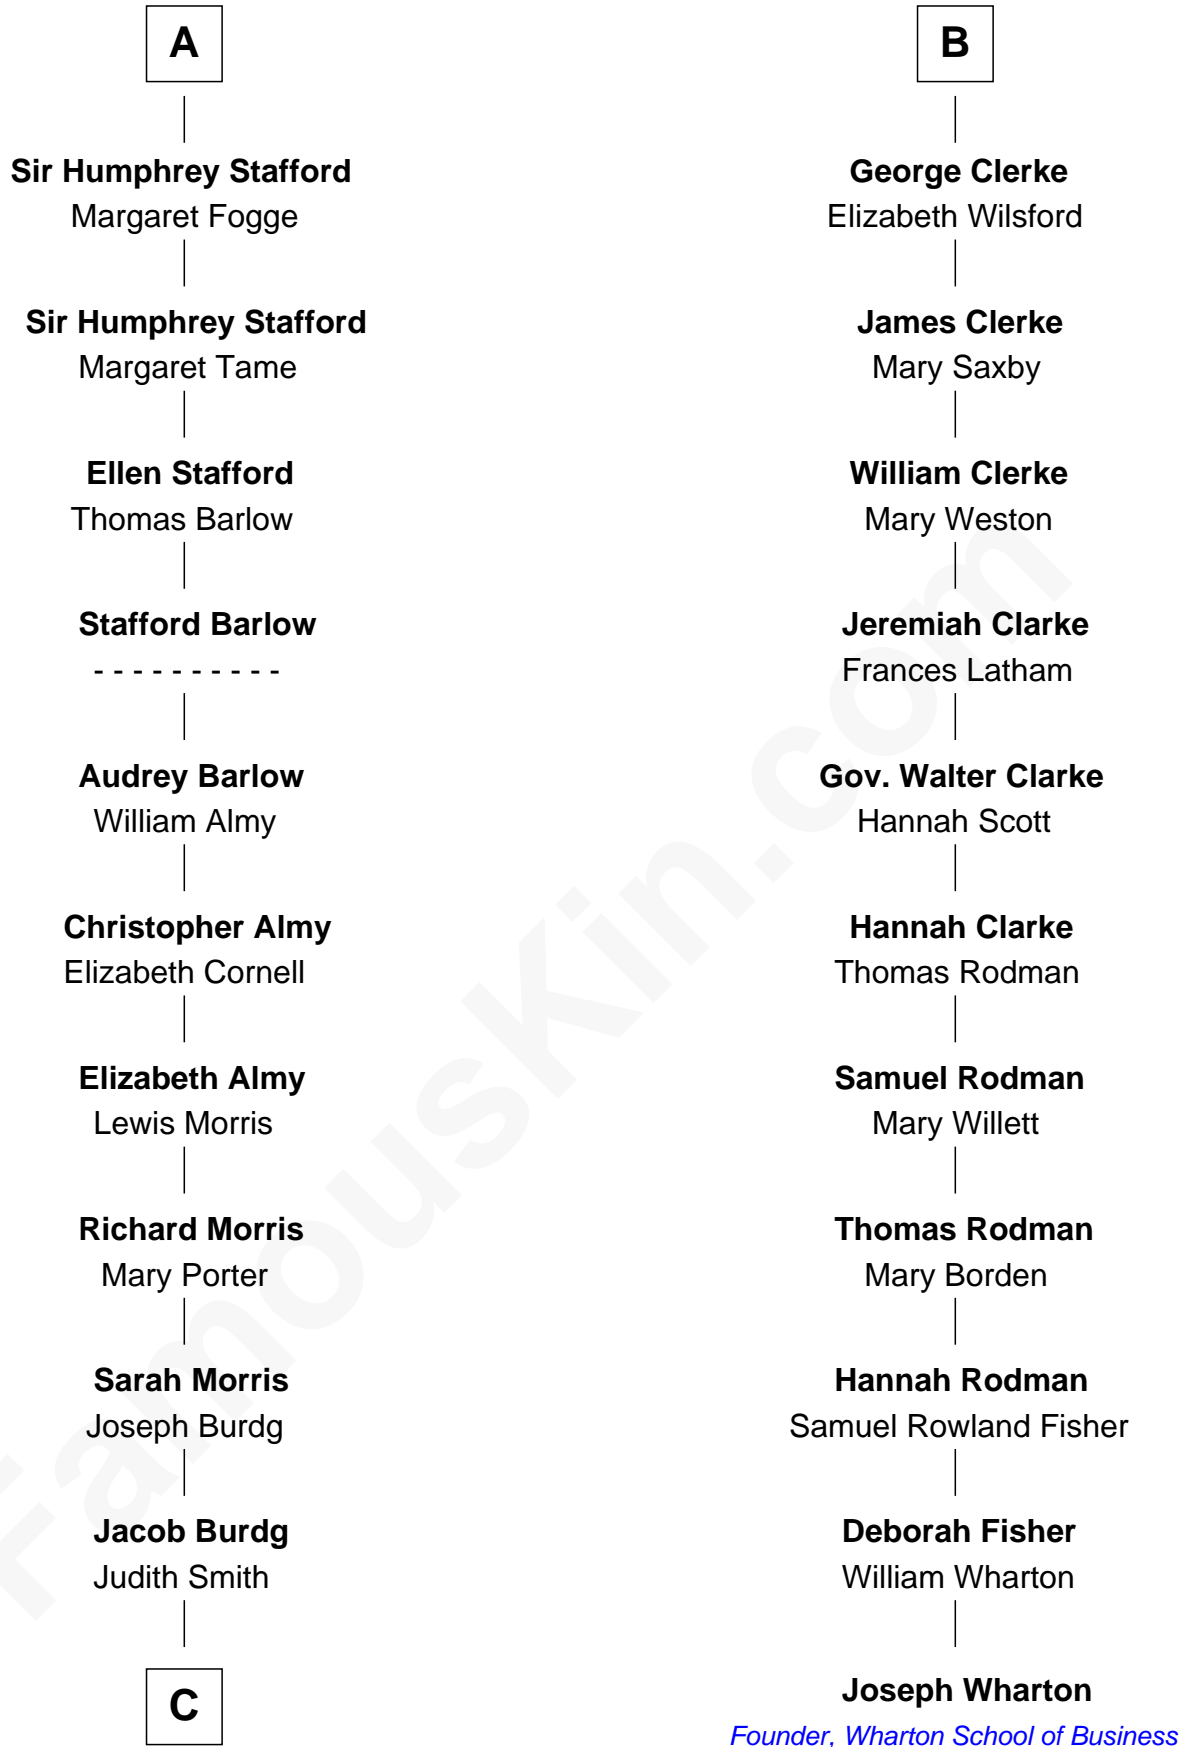 A
Sir Humphrey Stafford
Margaret Fogge
Sir Humphrey Stafford
Margaret Tame
Ellen Stafford
Thomas Barlow
Stafford Barlow
- - - - - - - - - -
Audrey Barlow
William Almy
Christopher Almy
Elizabeth Cornell
Elizabeth Almy
Lewis Morris
Richard Morris
Mary Porter
Sarah Morris
Joseph Burdg
Jacob Burdg
Judith Smith
C
B
George Clerke
Elizabeth Wilsford
James Clerke
Mary Saxby
William Clerke
Mary Weston
Jeremiah Clarke
Frances Latham
Gov. Walter Clarke
Hannah Scott
Hannah Clarke
Thomas Rodman
Samuel Rodman
Mary Willett
Thomas Rodman
Mary Borden
Hannah Rodman
Samuel Rowland Fisher
Deborah Fisher
William Wharton
Joseph Wharton
Founder, Wharton School of Business
FamousKin.com